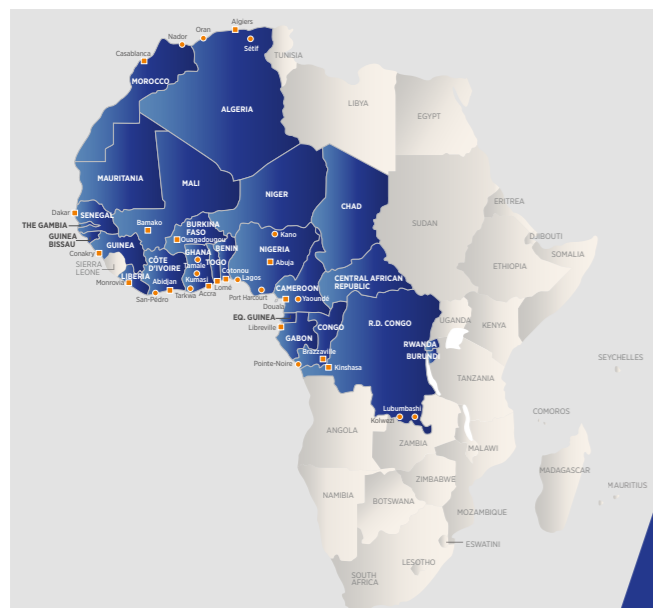 Algiers
Oran
Nador
Sétif
Casablanca
TUNISIA
MOROCCO
ALGERIA
LIBYA
EGYPT
MAURITANIA
MALI
NIGER
CHAD
SUDAN
ERITREA
Dakar
SENEGAL
THE GAMBIA
Bamako
BURKINA
FASO
Ouagadougou
Kano
GUINEA
BISSAU
GUINEA
DJIBOUTI
Conakry
CÔTE
D'IVOIRE
GHANA
BENIN
NIGERIA
SOMALIA
SIERRA
LEONE
Tamale
TOGO
Abuja
ETHIOPIA
LIBERIA
Kumasi
Cotonou
Monrovia
Abidjan
Lagos
CENTRAL AFRICAN
REPUBLIC
San-Pédro
Tarkwa
Accra
Lomé
Port Harcourt
CAMEROON
Yaoundé
Douala
EQ. GUINEA
Libreville
CONGO
R.D. CONGO
UGANDA
KENYA
GABON
RWANDA
BURUNDI
Brazzaville
Pointe-Noire
Kinshasa
SEYCHELLES
TANZANIA
Lubumbashi
Kolwezi
COMOROS
ANGOLA
ZAMBIA
MALAWI
MADAGASCAR
ZIMBABWE
MAURITIUS
NAMIBIA
BOTSWANA
MOZAMBIQUE
ESWATINI
LESOTHO
SOUTH
AFRICA